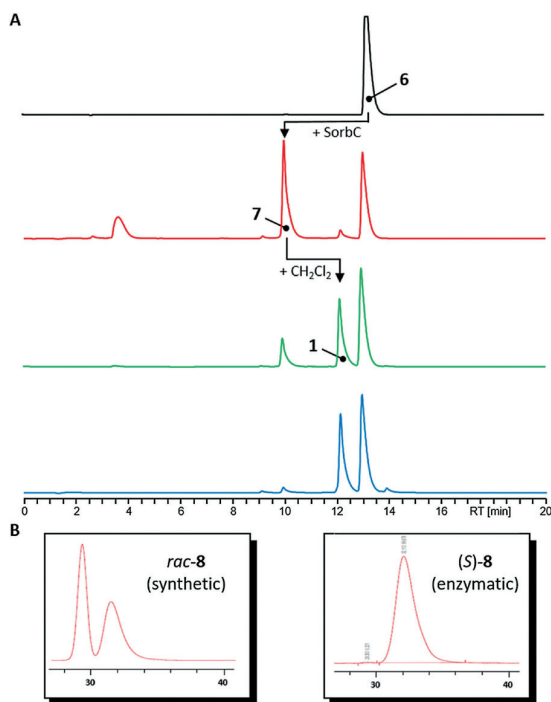 A
6
+ SorbC
7
+ CH₂Cl₂
1
0 2 4 6 8 10 12 14 16 RT [min] 20
B
rac-8
(synthetic)
(S)-8
(enzymatic)
30 40
30 40